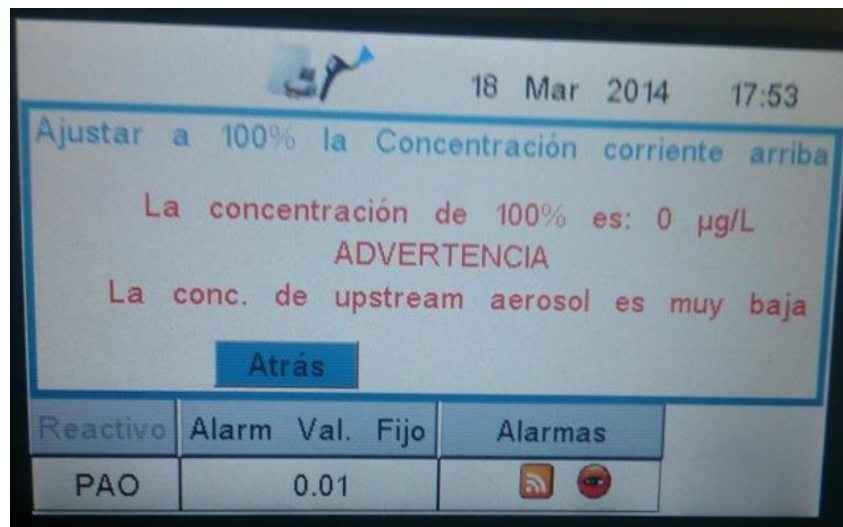 18 Mar 2014 17:53
Ajustar a 100% la Concentración corriente arriba
La concentración de 100% es: 0 µg/L
ADVERTENCIA
La conc. de upstream aerosol es muy baja
Atrás
Reactivo Alarm Val. Fijo Alarmas
PAO 0.01